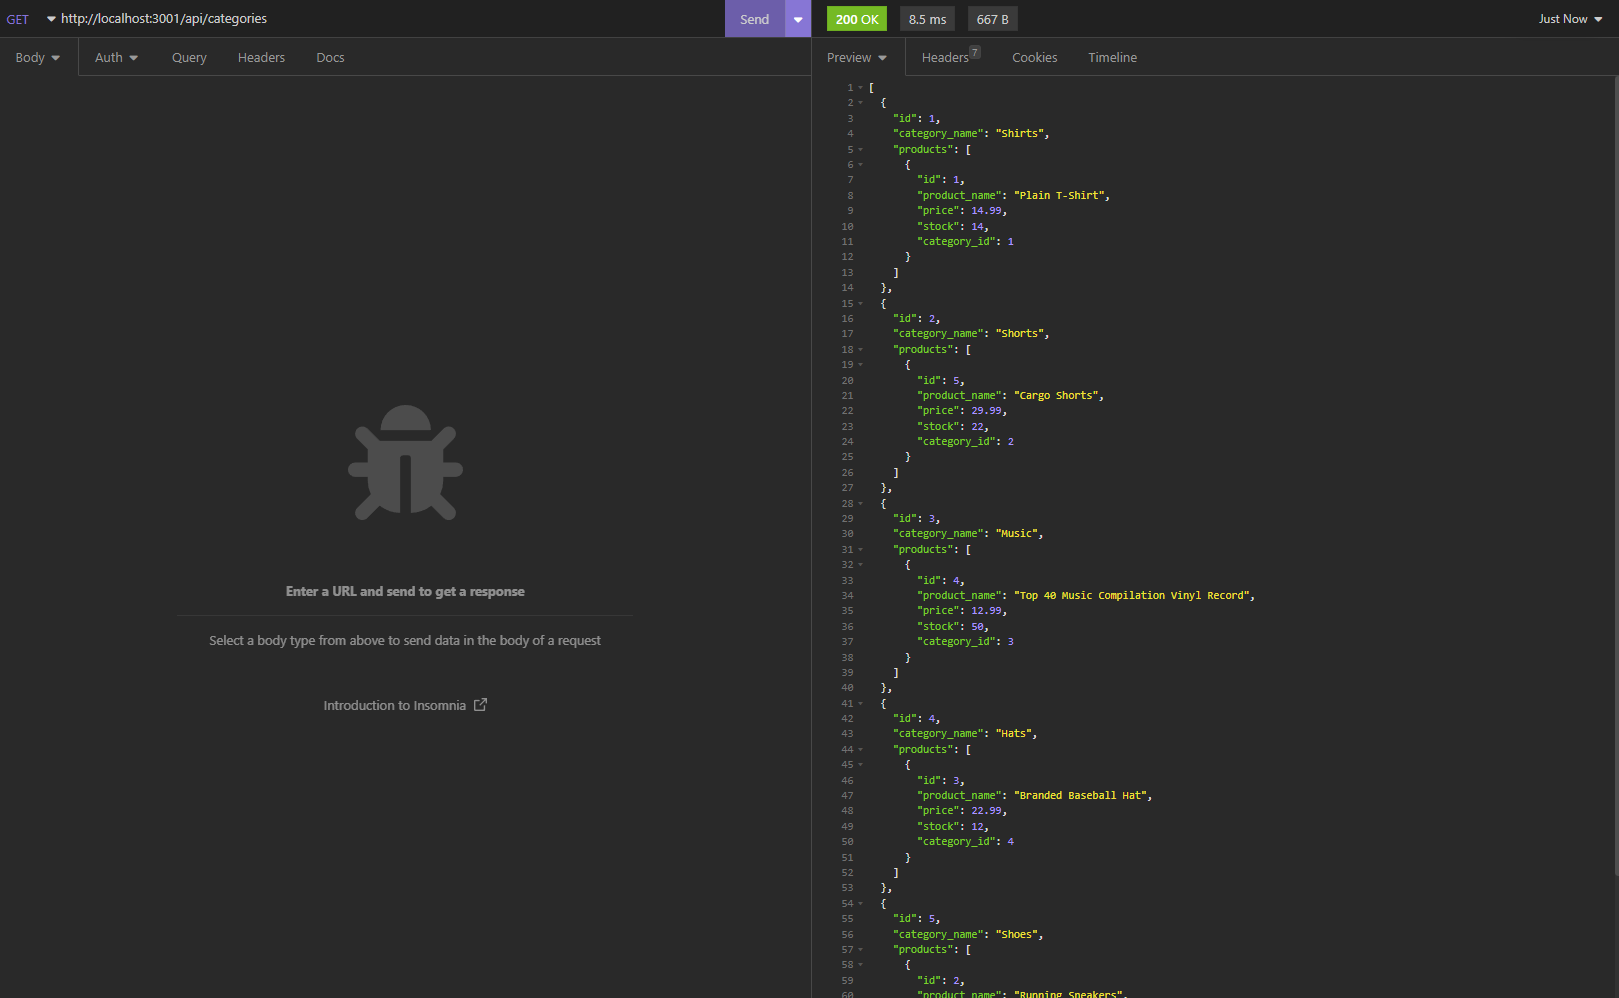 GET http://localhost:3001/api/categories Send
200 OK 8.5 ms 667 B Just Now
Body Auth Query Headers Docs
Preview Headers 7 Cookies Timeline
Enter a URL and send to get a response
Select a body type from above to send data in the body of a request
Introduction to Insomnia
1 [
2 {
3 "id": 1,
4 "category_name": "Shirts",
5 "products": [
6 {
7 "id": 1,
8 "product_name": "Plain T-Shirt",
9 "price": 14.99,
10 "stock": 14,
11 "category_id": 1
12 }
13 ]
14 },
15 {
16 "id": 2,
17 "category_name": "Shorts",
18 "products": [
19 {
20 "id": 5,
21 "product_name": "Cargo Shorts",
22 "price": 29.99,
23 "stock": 22,
24 "category_id": 2
25 }
26 ]
27 },
28 {
29 "id": 3,
30 "category_name": "Music",
31 "products": [
32 {
33 "id": 4,
34 "product_name": "Top 40 Music Compilation Vinyl Record",
35 "price": 12.99,
36 "stock": 50,
37 "category_id": 3
38 }
39 ]
40 },
41 {
42 "id": 4,
43 "category_name": "Hats",
44 "products": [
45 {
46 "id": 3,
47 "product_name": "Branded Baseball Hat",
48 "price": 22.99,
49 "stock": 12,
50 "category_id": 4
51 }
52 ]
53 },
54 {
55 "id": 5,
56 "category_name": "Shoes",
57 "products": [
58 {
59 "id": 2,
60 "product_name": "Running Sneakers",